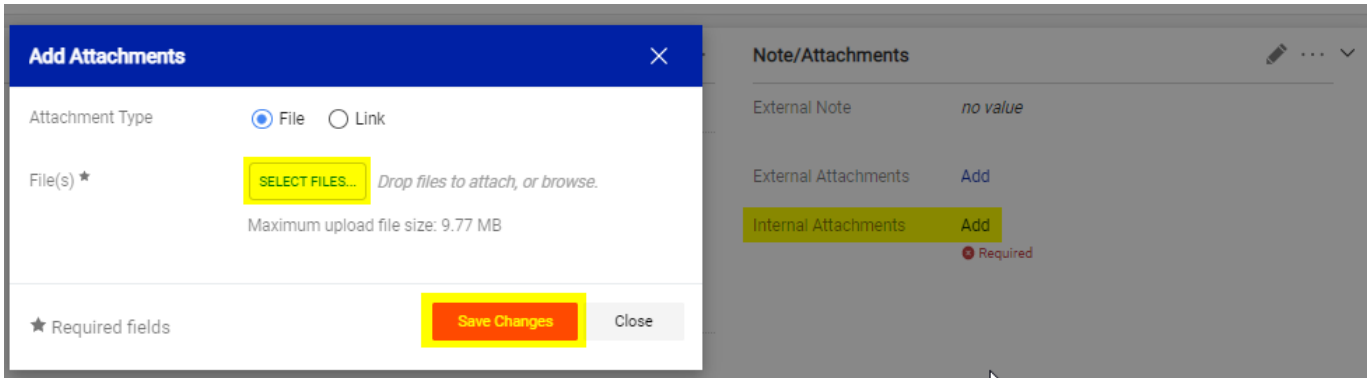 Add Attachments
Attachment Type
File
Link
File(s) ★
SELECT FILES...
Drop files to attach, or browse.
Maximum upload file size: 9.77 MB
★ Required fields
Save Changes
Close
Note/Attachments
External Note
no value
External Attachments
Add
Internal Attachments
Add
Required